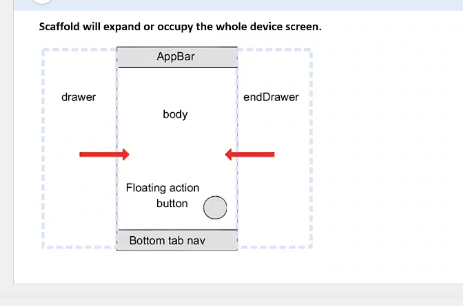 Scaffold will expand or occupy the whole device screen.
AppBar
drawer
endDrawer
body
Floating action
button
Bottom tab nav